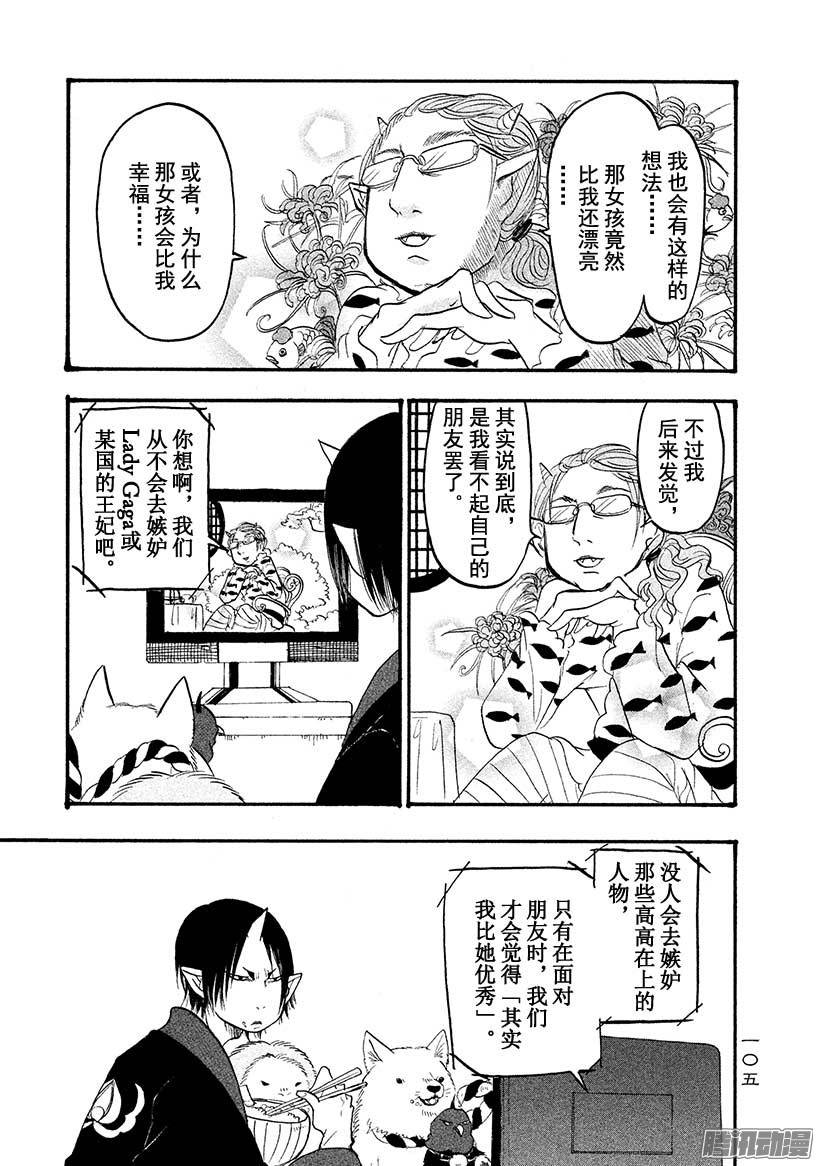 我也会有这样的
想法……
那女孩竟然
比我还漂亮
……
或者，为什么
那女孩会比我
幸福……
不过我
后来发觉，
其实说到底，
是我看不起自己的
朋友罢了。
你想啊，我们
从不会去嫉妒
Lady Gaga或
某国的王妃吧。
没人会去嫉妒
那些高高在上的
人物，
只有在面对
朋友时，我们
才会觉得「其实
我比她优秀」。
一〇五
腾讯动漫